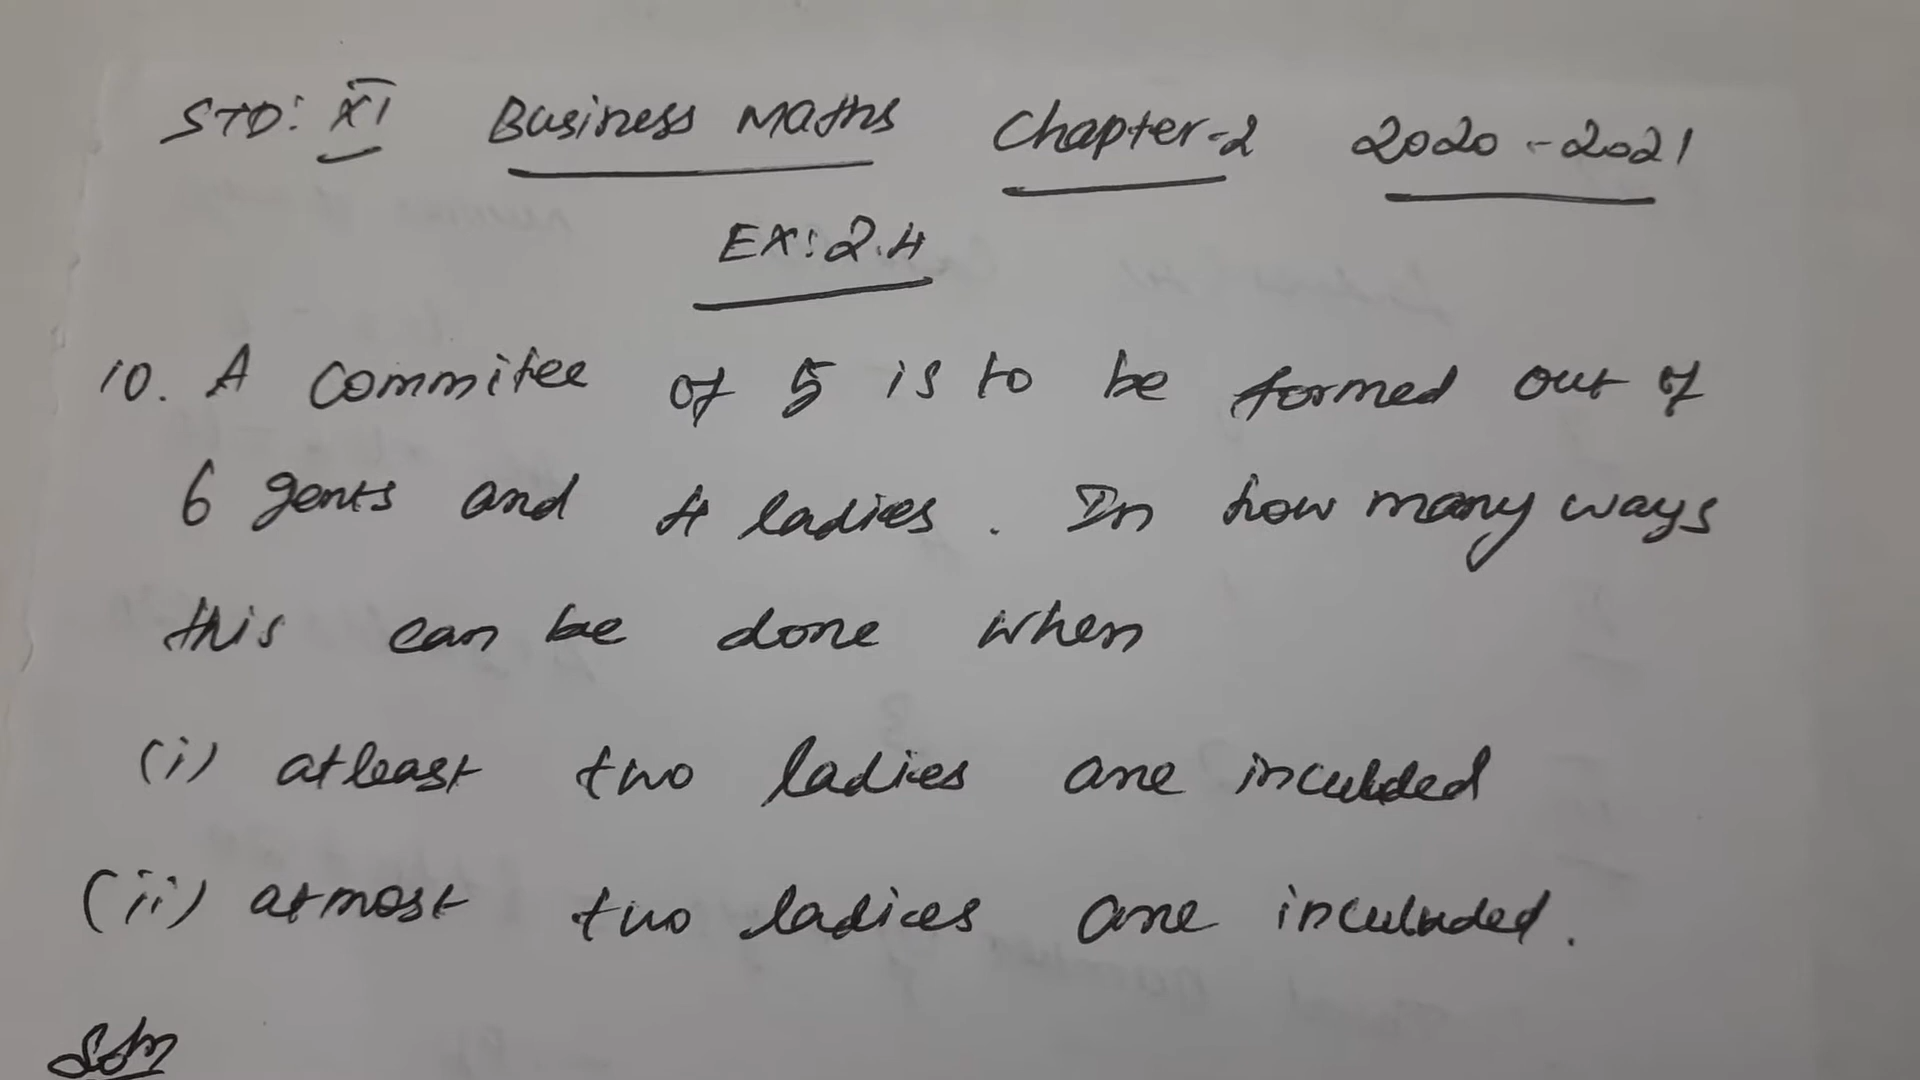 STD: XI Business Maths Chapter-2 2020-2021
EX: 2.4
10. A Commitee of 5 is to be formed out of
6 gents and 4 ladies. In how many ways
this can be done when
(i) atleast two ladies are inculded
(ii) atmost two ladies are inculuded.
Soln